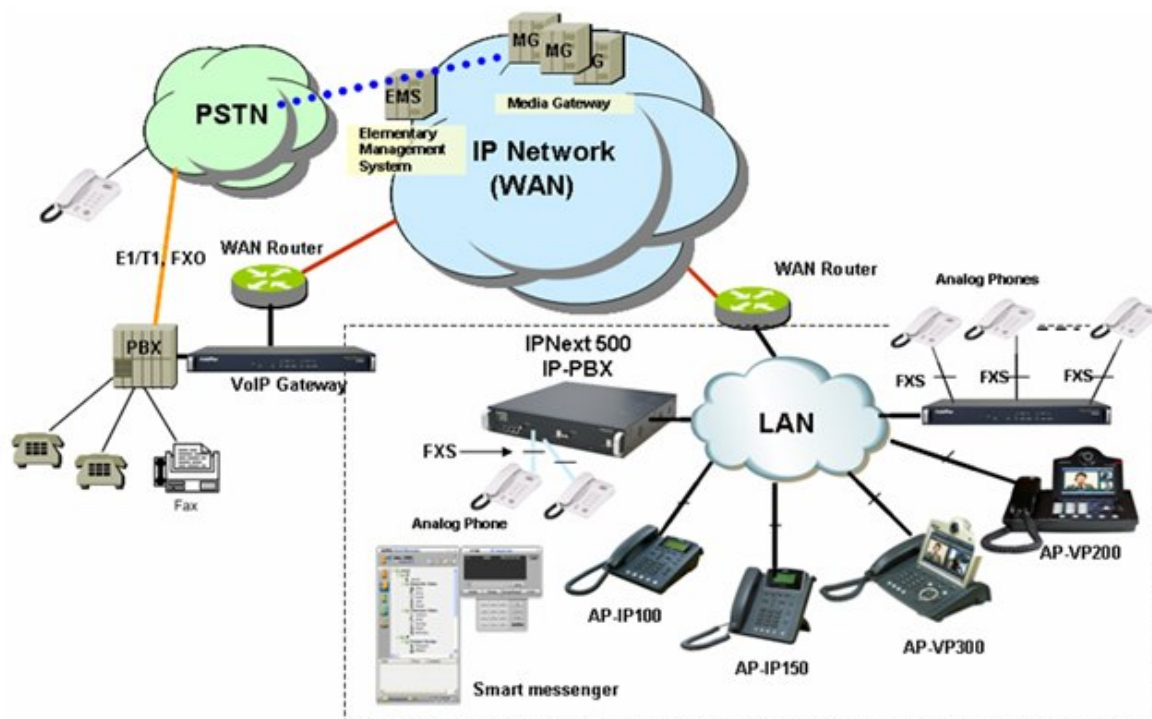 MG
MG
G
EMS
Media Gateway
PSTN
Elementary
Management
System
IP Network
(WAN)
E1/T1, FXO
WAN Router
WAN Router
Analog Phones
PBX
VoIP Gateway
IPNext 500
IP-PBX
FXS
FXS
FXS
LAN
FXS
Fax
Analog Phone
AP-VP200
AP-IP100
AP-VP300
AP-IP150
Smart messenger